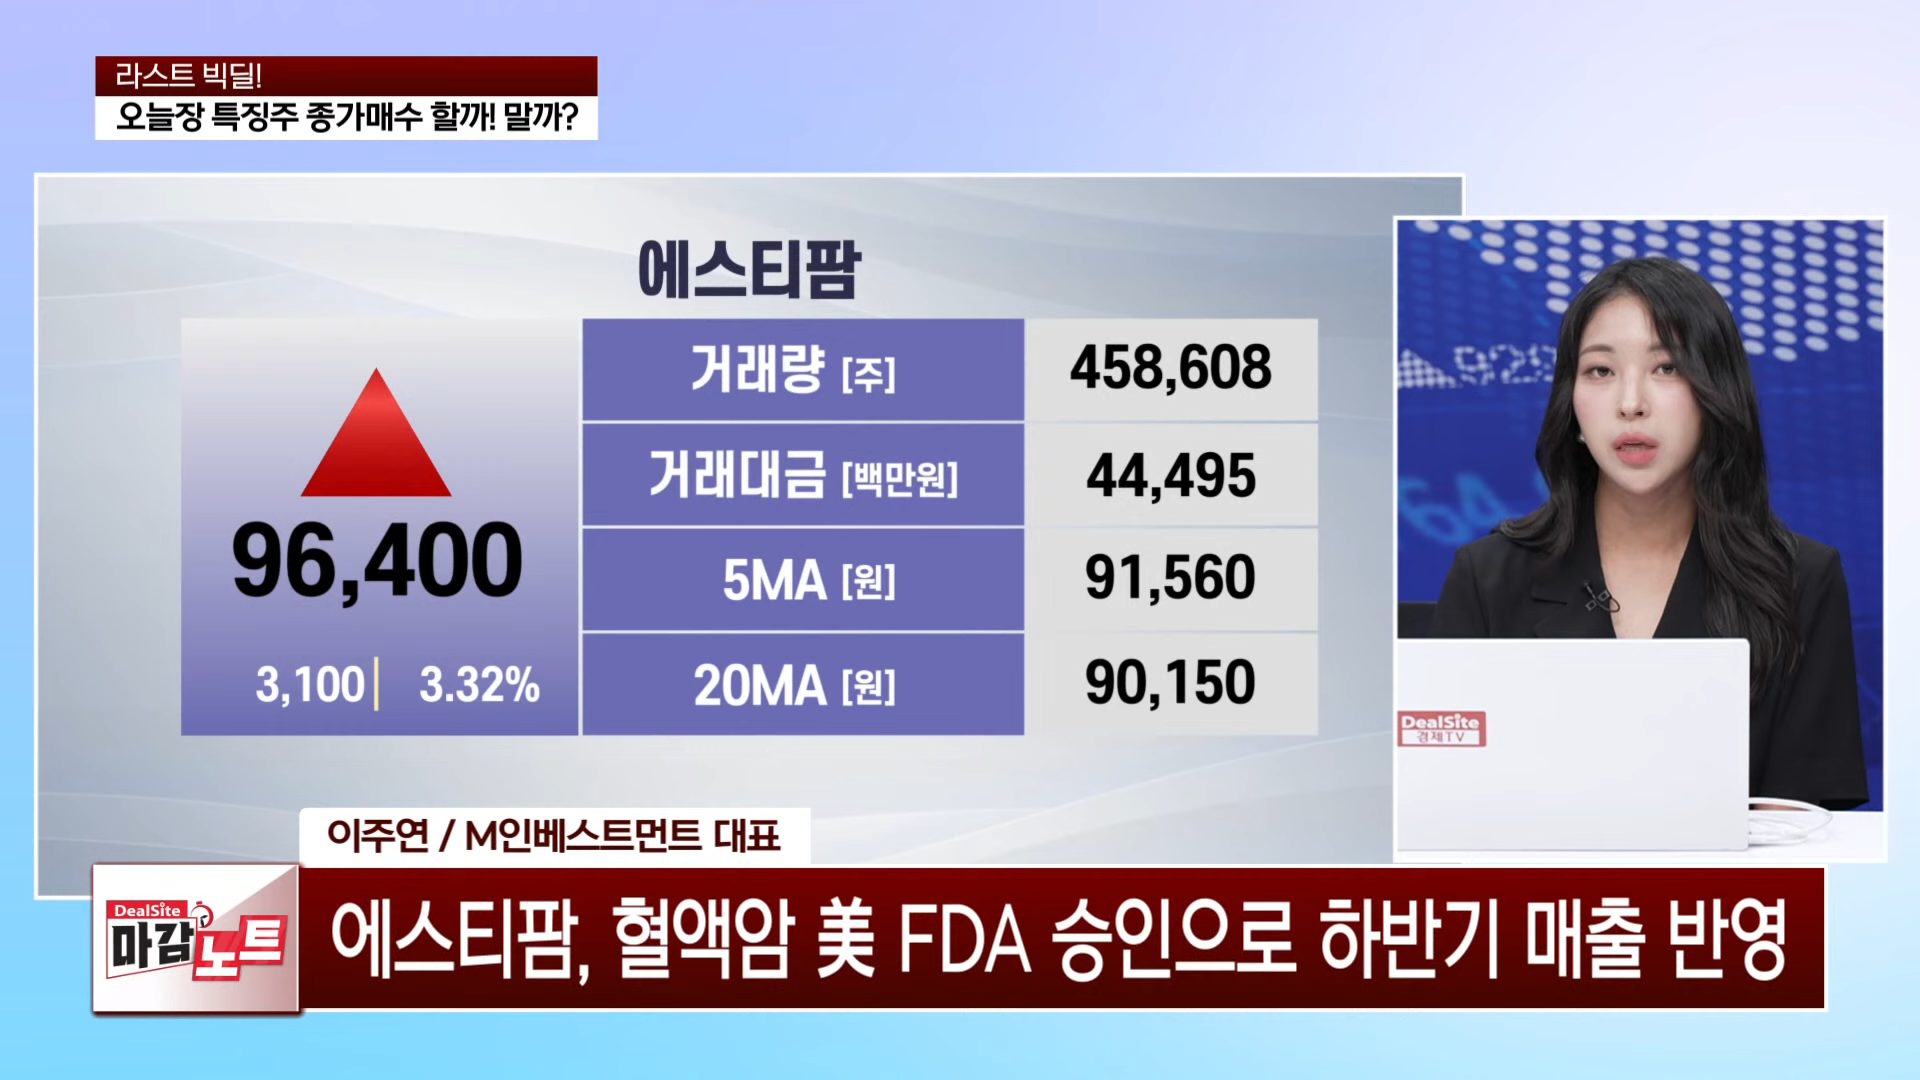 라스트 빅딜!
오늘장 특징주 종가매수 할까! 말까?
에스티팜
96,400
3,100 3.32%
거래량 [주] 458,608
거래대금 [백만원] 44,495
5MA [원] 91,560
20MA [원] 90,150
DealSite
경제TV
이주연 / M인베스트먼트 대표
DealSite
마감노트
에스티팜, 혈액암 美 FDA 승인으로 하반기 매출 반영